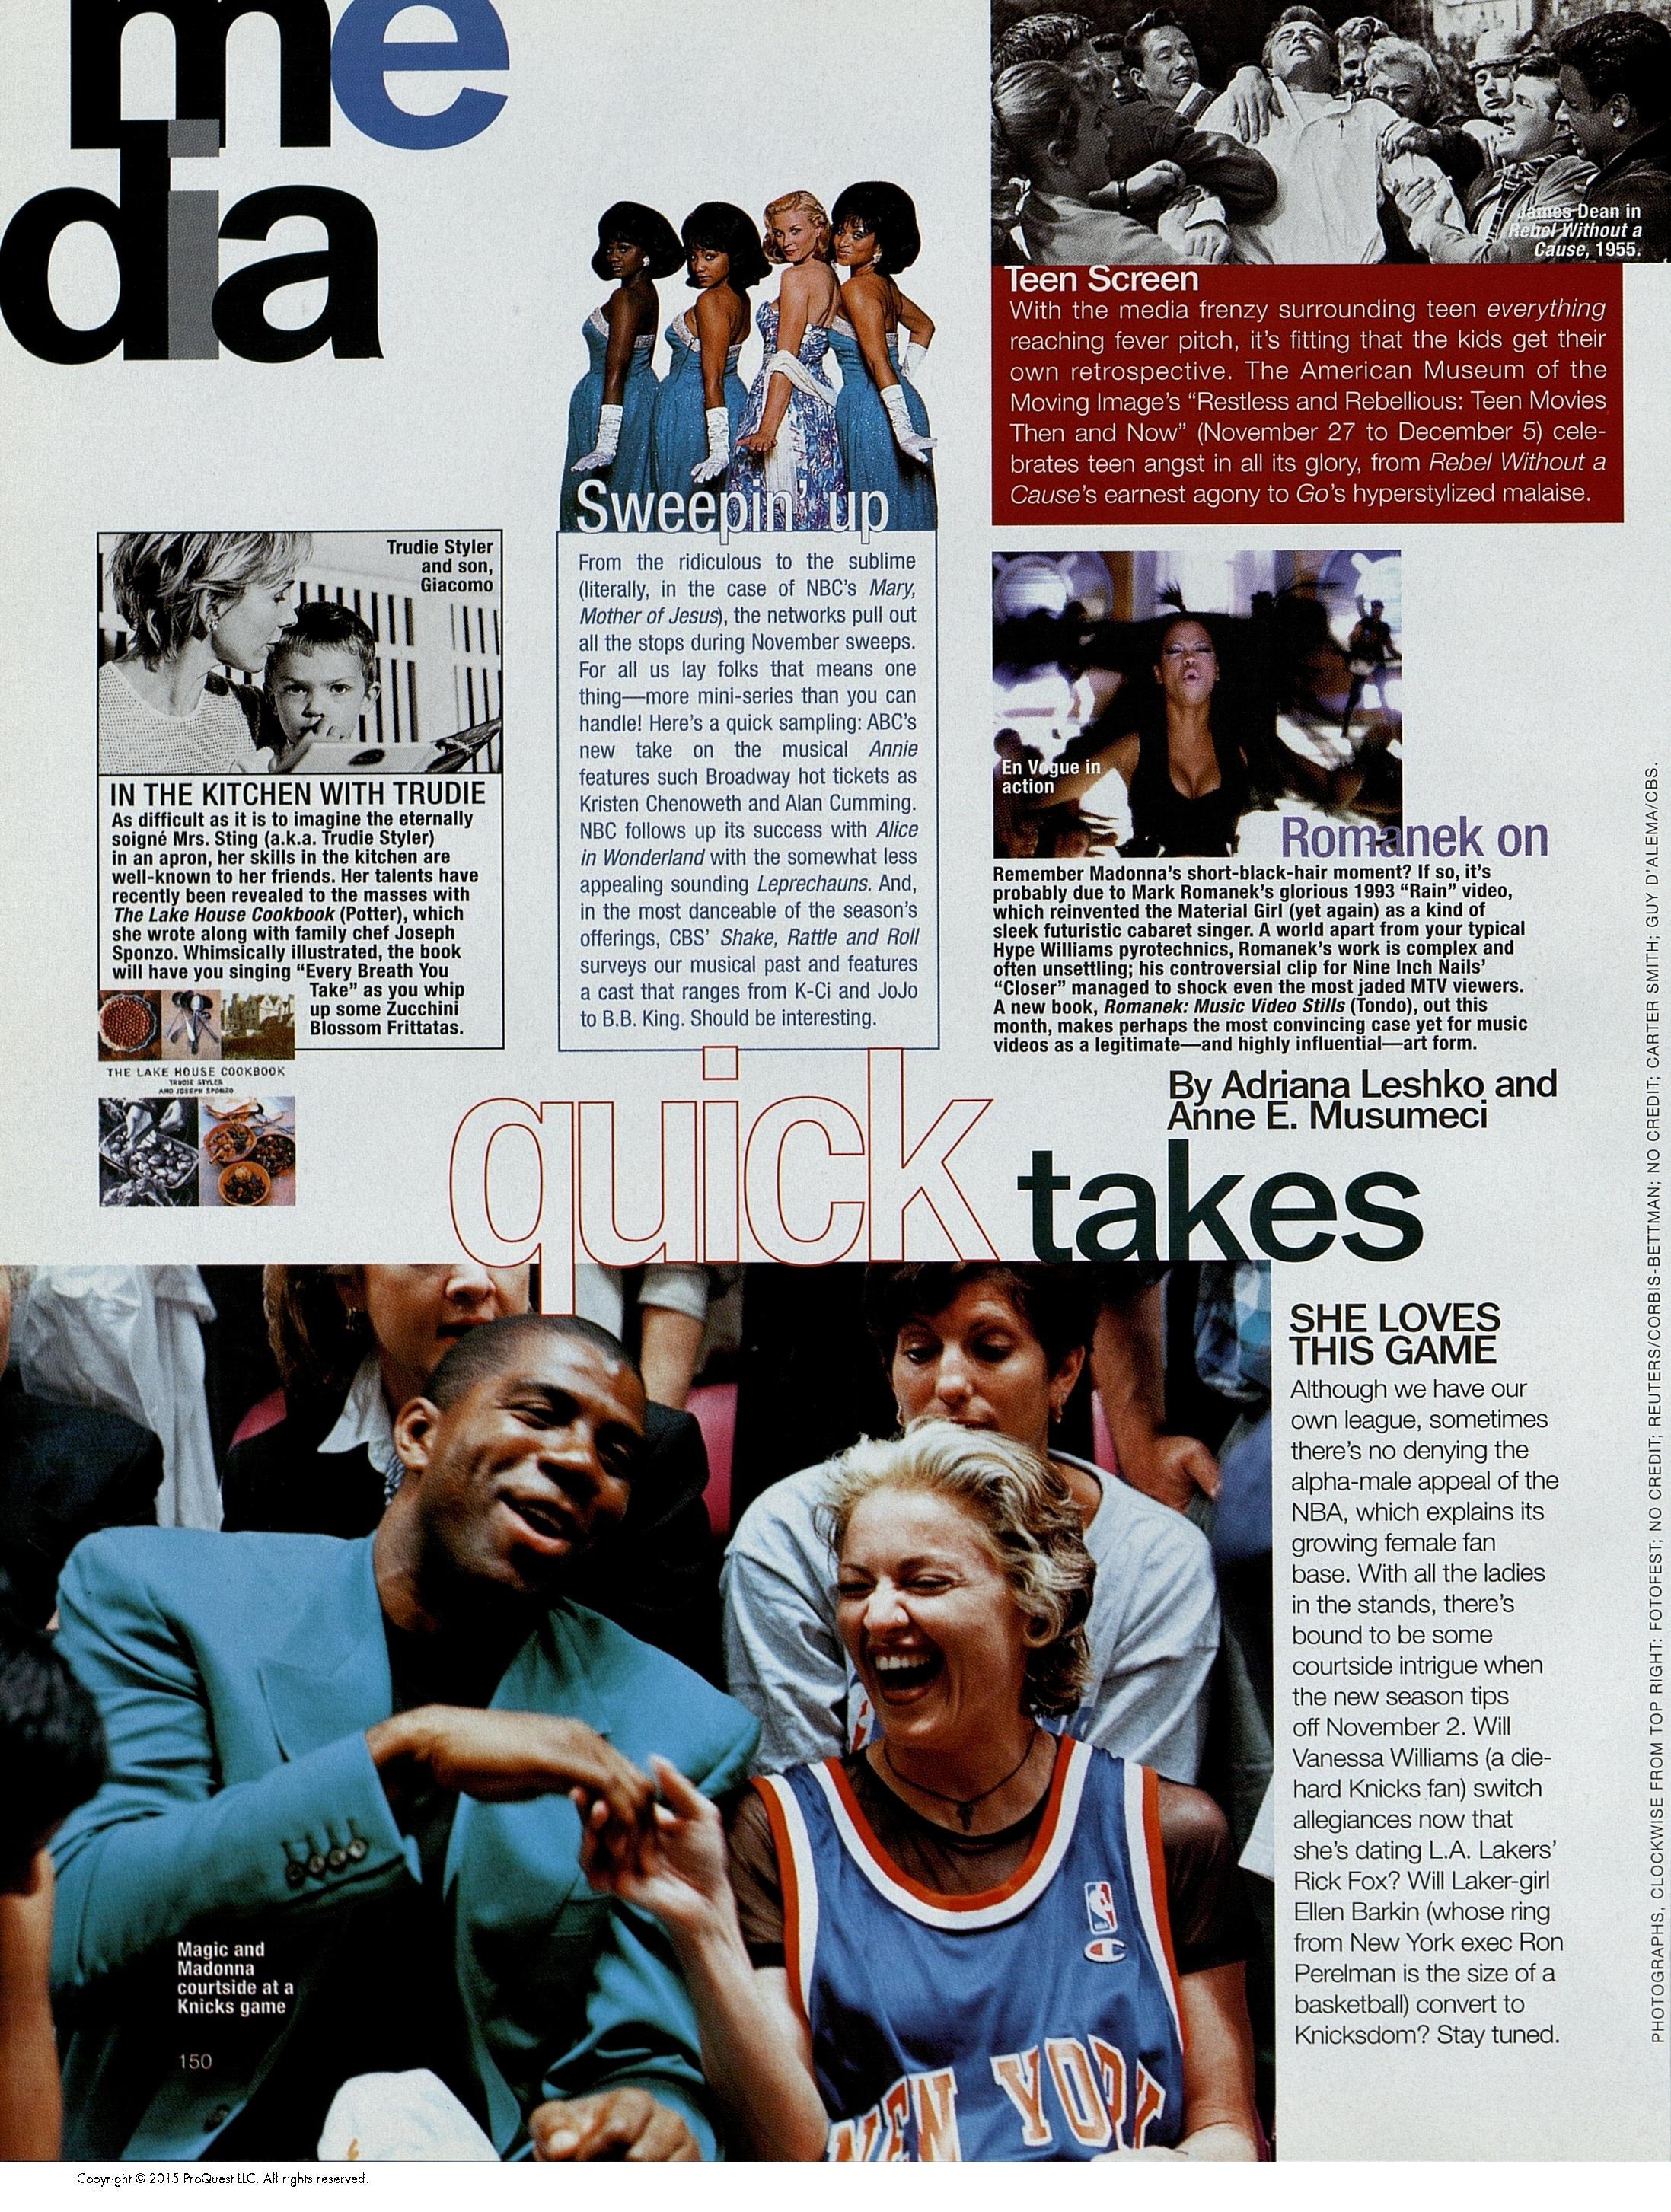 me
dia
James Dean in
Rebel Without a
Cause, 1955.
Teen Screen
With the media frenzy surrounding teen everything
reaching fever pitch, it's fitting that the kids get their
own retrospective. The American Museum of the
Moving Image's “Restless and Rebellious: Teen Movies
Then and Now” (November 27 to December 5) cele-
brates teen angst in all its glory, from Rebel Without a
Cause's earnest agony to Go's hyperstylized malaise.
Trudie Styler
and son,
Giacomo
IN THE KITCHEN WITH TRUDIE
As difficult as it is to imagine the eternally
soigné Mrs. Sting (a.k.a. Trudie Styler)
in an apron, her skills in the kitchen are
well-known to her friends. Her talents have
recently been revealed to the masses with
The Lake House Cookbook (Potter), which
she wrote along with family chef Joseph
Sponzo. Whimsically illustrated, the book
will have you singing “Every Breath You
Take” as you whip
up some Zucchini
Blossom Frittatas.
THE LAKE HOUSE COOKBOOK
TRUDIE STYLER
AND JOSEPH SPONZO
Sweepin' up
From the ridiculous to the sublime
(literally, in the case of NBC's Mary,
Mother of Jesus), the networks pull out
all the stops during November sweeps.
For all us lay folks that means one
thing—more mini-series than you can
handle! Here's a quick sampling: ABC's
new take on the musical Annie
features such Broadway hot tickets as
Kristen Chenoweth and Alan Cumming.
NBC follows up its success with Alice
in Wonderland with the somewhat less
appealing sounding Leprechauns. And,
in the most danceable of the season's
offerings, CBS' Shake, Rattle and Roll
surveys our musical past and features
a cast that ranges from K-Ci and JoJo
to B.B. King. Should be interesting.
En Vogue in
action
Romanek on
Remember Madonna's short-black-hair moment? If so, it's
probably due to Mark Romanek's glorious 1993 “Rain” video,
which reinvented the Material Girl (yet again) as a kind of
sleek futuristic cabaret singer. A world apart from your typical
Hype Williams pyrotechnics, Romanek's work is complex and
often unsettling; his controversial clip for Nine Inch Nails'
“Closer” managed to shock even the most jaded MTV viewers.
A new book, Romanek: Music Video Stills (Tondo), out this
month, makes perhaps the most convincing case yet for music
videos as a legitimate—and highly influential—art form.
By Adriana Leshko and
Anne E. Musumeci
quick takes
SHE LOVES
THIS GAME
Although we have our
own league, sometimes
there's no denying the
alpha-male appeal of the
NBA, which explains its
growing female fan
base. With all the ladies
in the stands, there's
bound to be some
courtside intrigue when
the new season tips
off November 2. Will
Vanessa Williams (a die-
hard Knicks fan) switch
allegiances now that
she's dating L.A. Lakers'
Rick Fox? Will Laker-girl
Ellen Barkin (whose ring
from New York exec Ron
Perelman is the size of a
basketball) convert to
Knicksdom? Stay tuned.
NEW YORK
Magic and
Madonna
courtside at a
Knicks game
150
PHOTOGRAPHS, CLOCKWISE FROM TOP RIGHT: FOTOFEST; NO CREDIT; REUTERS/CORBIS-BETTMAN; NO CREDIT; CARTER SMITH; GUY D'ALEMA/CBS.
Copyright © 2015 ProQuest LLC. All rights reserved.